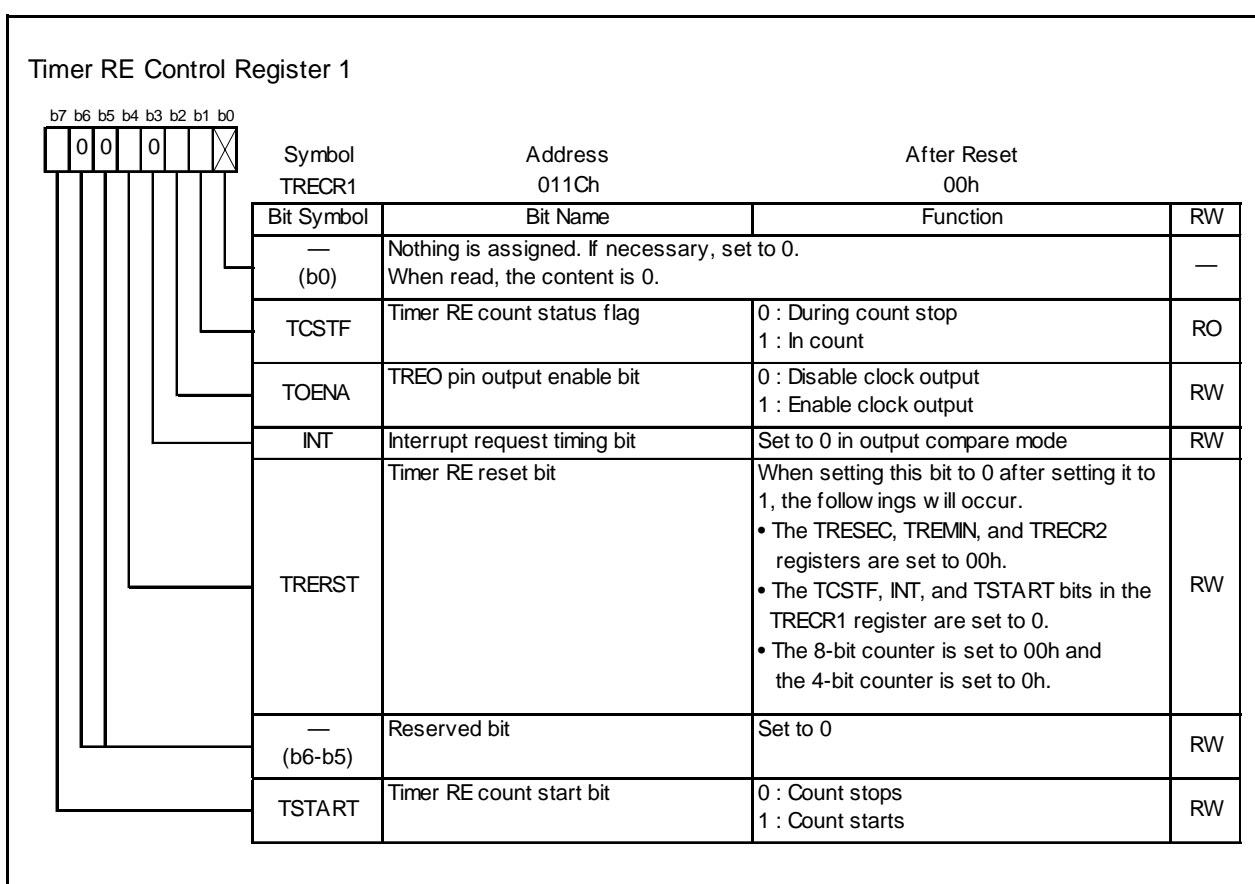 Timer RE Control Register 1
b7 b6 b5 b4 b3 b2 b1 b0
0 0 0
Symbol Address After Reset
TRECR1 011Ch 00h
Bit Symbol Bit Name Function RW
— (b0) Nothing is assigned. If necessary, set to 0.
When read, the content is 0. —
TCSTF Timer RE count status flag 0 : During count stop
1 : In count RO
TOENA TREO pin output enable bit 0 : Disable clock output
1 : Enable clock output RW
INT Interrupt request timing bit Set to 0 in output compare mode RW
TRERST Timer RE reset bit When setting this bit to 0 after setting it to
1, the followings will occur.
• The TRESEC, TREMIN, and TRECR2
registers are set to 00h.
• The TCSTF, INT, and TSTART bits in the
TRECR1 register are set to 0.
• The 8-bit counter is set to 00h and
the 4-bit counter is set to 0h. RW
— (b6-b5) Reserved bit Set to 0 RW
TSTART Timer RE count start bit 0 : Count stops
1 : Count starts RW